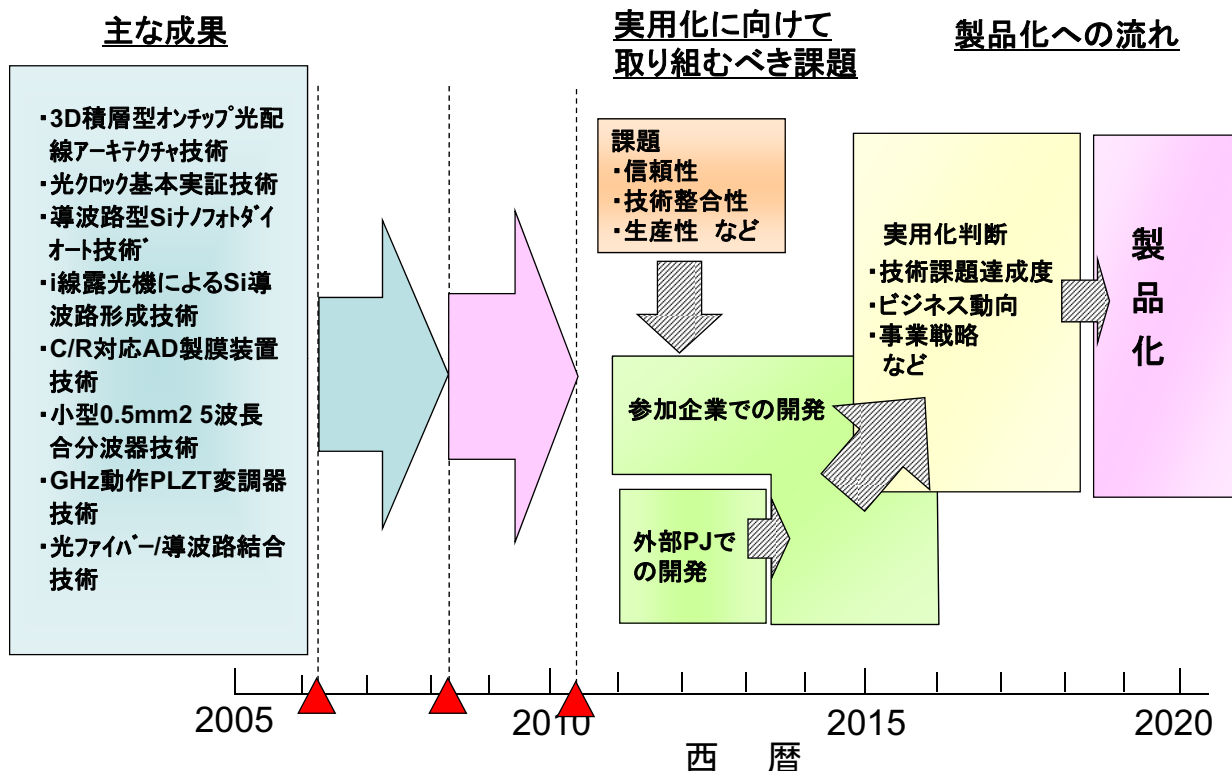 主な成果
・3D積層型オンチップ光配
線アーキテクチャ技術
・光クロック基本実証技術
・導波路型Siナノフォトダイ
オート゛技術
・i線露光機によるSi導
波路形成技術
・C/R対応AD製膜装置
技術
・小型0.5mm2 5波長
合分波器技術
・GHz動作PLZT変調器
技術
・光ファイバー/導波路結合
技術
実用化に向けて
取り組むべき課題
課題
・信頼性
・技術整合性
・生産性 など
参加企業での開発
外部PJで
の開発
製品化への流れ
実用化判断
・技術課題達成度
・ビジネス動向
・事業戦略
など
製
品
化
2005
2010
2015
2020
西 暦